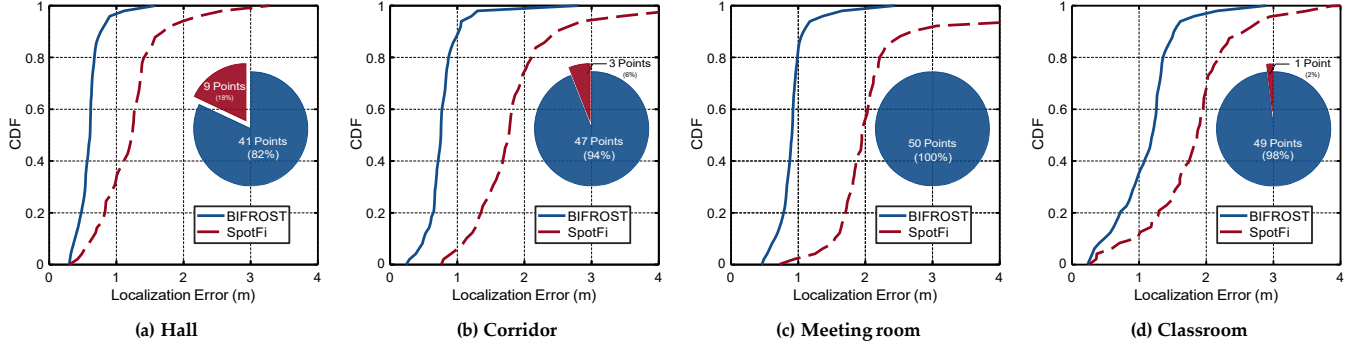 CDF
1
0.8
0.6
0.4
0.2
0
9 Points
(18%)
41 Points
(82%)
BIFROST
SpotFi
0 1 2 3 4
Localization Error (m)
(a) Hall
CDF
1
0.8
0.6
0.4
0.2
0
3 Points
(6%)
47 Points
(94%)
BIFROST
SpotFi
0 1 2 3 4
Localization Error (m)
(b) Corridor
CDF
1
0.8
0.6
0.4
0.2
0
50 Points
(100%)
BIFROST
SpotFi
0 1 2 3 4
Localization Error (m)
(c) Meeting room
CDF
1
0.8
0.6
0.4
0.2
0
1 Point
(2%)
49 Points
(98%)
BIFROST
SpotFi
0 1 2 3 4
Localization Error (m)
(d) Classroom